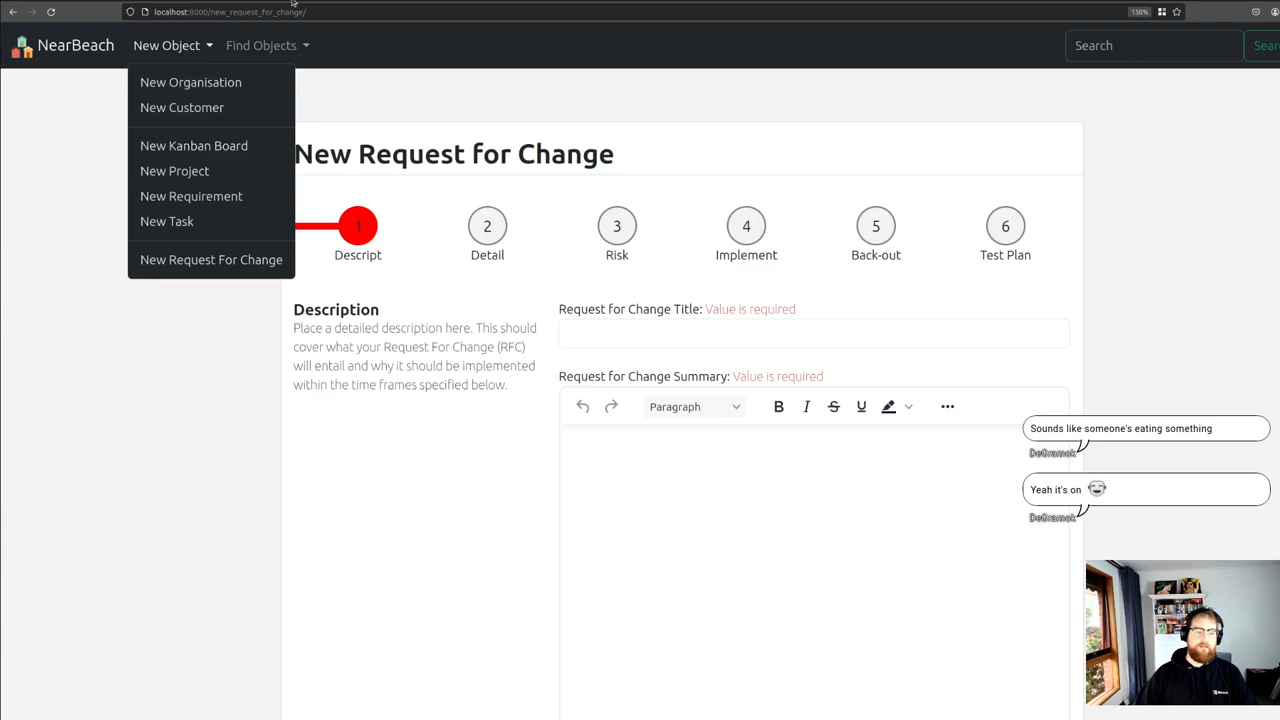 localhost:8000/new_request_for_change/
150%
NearBeach
New Object
Find Objects
Search
Sear
New Organisation
New Customer
New Kanban Board
New Project
New Requirement
New Task
New Request For Change
New Request for Change
1
2
3
4
5
6
Descript
Detail
Risk
Implement
Back-out
Test Plan
Description
Place a detailed description here. This should
cover what your Request For Change (RFC)
will entail and why it should be implemented
within the time frames specified below.
Request for Change Title: Value is required
Request for Change Summary: Value is required
Paragraph
B I S U
Sounds like someone's eating something
DeGramok
Yeah it's on
DeGramok